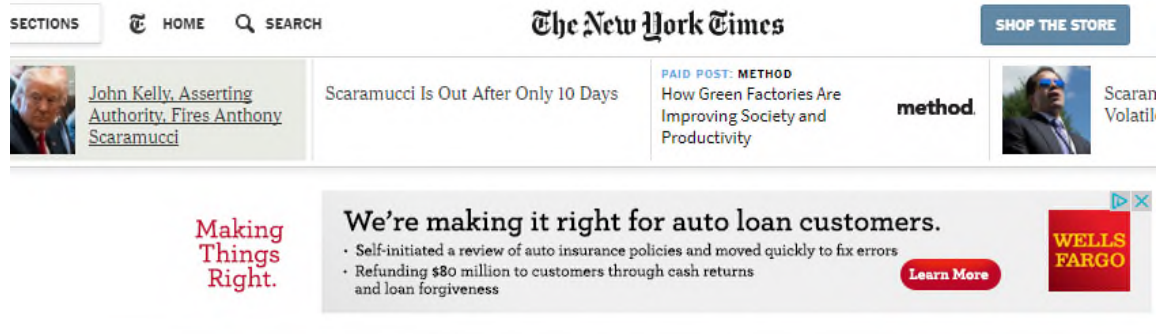 SECTIONS
HOME
SEARCH
The New York Times
SHOP THE STORE
John Kelly, Asserting
Authority, Fires Anthony
Scaramucci
Scaramucci Is Out After Only 10 Days
PAID POST: METHOD
How Green Factories Are
Improving Society and
Productivity
method.
Scaram
Volatil
Making
Things
Right.
We're making it right for auto loan customers.
· Self-initiated a review of auto insurance policies and moved quickly to fix errors
· Refunding $80 million to customers through cash returns
and loan forgiveness
Learn More
WELLS
FARGO